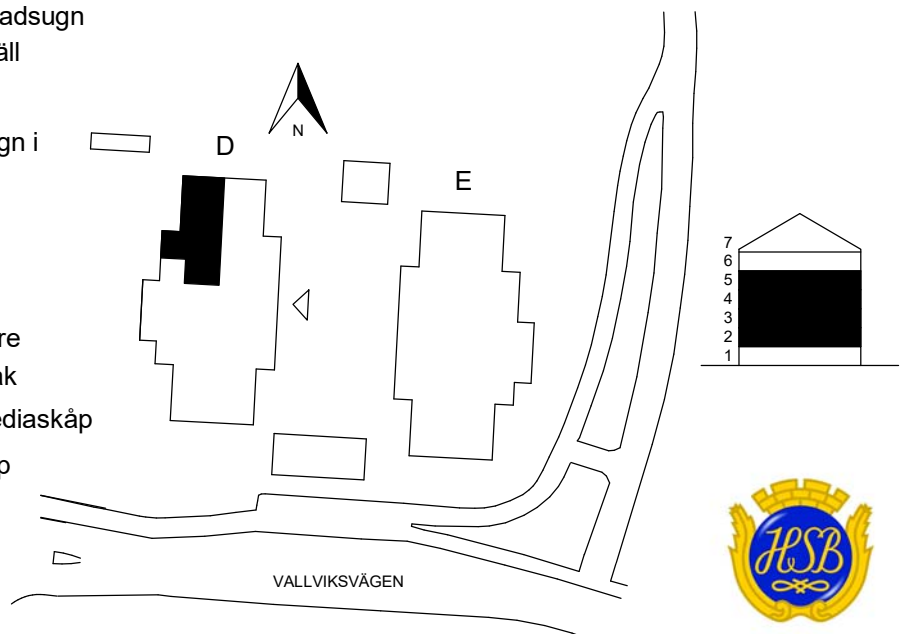 adsugn
äll
N
gn i
D
E
7
6
5
4
3
2
1
re
ak
ediaskåp
p
VALLVIKSVÄGEN
HSB